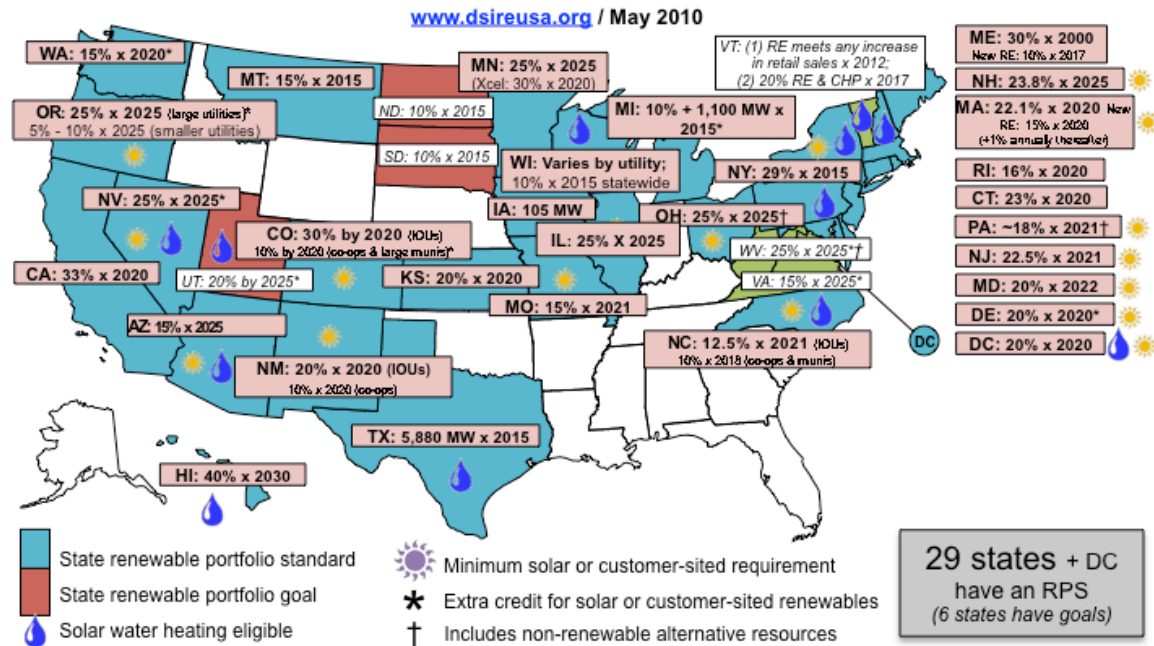 www.dsireusa.org / May 2010
WA: 15% x 2020*
MT: 15% x 2015
MN: 25% x 2025
(Xcel: 30% x 2020)
VT: (1) RE meets any increase
in retail sales x 2012;
(2) 20% RE & CHP x 2017
ME: 30% x 2000
New RE: 10% x 2017
NH: 23.8% x 2025
OR: 25% x 2025 (large utilities)*
5% - 10% x 2025 (smaller utilities)
ND: 10% x 2015
MI: 10% + 1,100 MW x
2015*
MA: 22.1% x 2020 New
RE: 15% x 2020
(+1% annually thereafter)
SD: 10% x 2015
WI: Varies by utility;
10% x 2015 statewide
NY: 29% x 2015
RI: 16% x 2020
CT: 23% x 2020
NV: 25% x 2025*
IA: 105 MW
OH: 25% x 2025†
PA: ~18% x 2021†
CO: 30% by 2020 (IOUs)
10% by 2020 (co-ops & large munis)*
IL: 25% X 2025
WV: 25% x 2025*†
NJ: 22.5% x 2021
CA: 33% x 2020
UT: 20% by 2025*
KS: 20% x 2020
VA: 15% x 2025*
MD: 20% x 2022
MO: 15% x 2021
DE: 20% x 2020*
AZ: 15% x 2025
NC: 12.5% x 2021 (IOUs)
10% x 2018 (co-ops & munis)
DC
DC: 20% x 2020
NM: 20% x 2020 (IOUs)
10% x 2020 (co-ops)
TX: 5,880 MW x 2015
HI: 40% x 2030
State renewable portfolio standard
State renewable portfolio goal
Solar water heating eligible
Minimum solar or customer-sited requirement
* Extra credit for solar or customer-sited renewables
† Includes non-renewable alternative resources
29 states + DC
have an RPS
(6 states have goals)